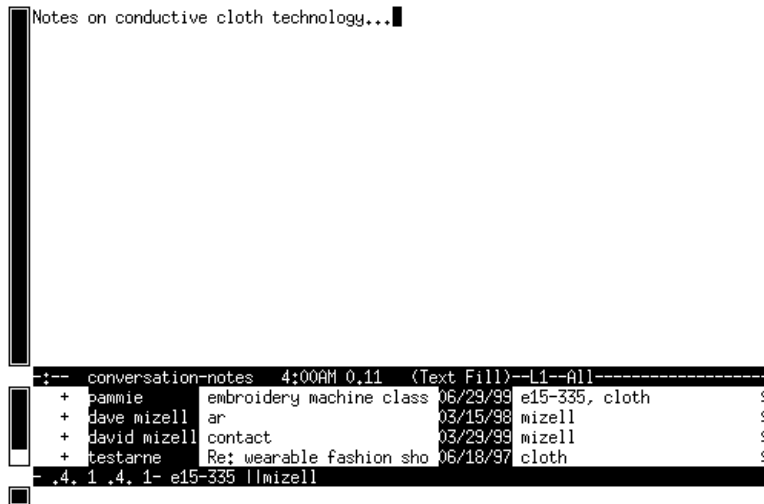 Notes on conductive cloth technology...
-:-- conversation-notes 4:00AM 0.11 (Text Fill)--L1--All-------------------
+ pammie embroidery machine class 06/29/99 e15-335, cloth
+ dave mizell ar 03/15/98 mizell
+ david mizell contact 03/29/99 mizell
+ testarne Re: wearable fashion sho 06/18/97 cloth
- .4. 1 .4. 1- e15-335 ||mizell